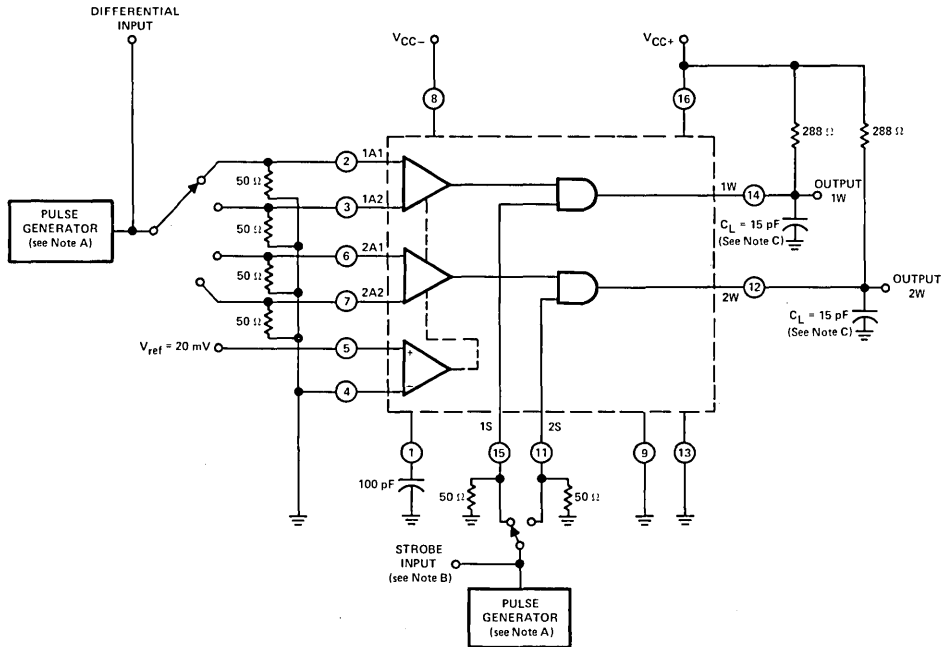 DIFFERENTIAL
INPUT
VCC–
VCC+
8
16
288 Ω
288 Ω
2
1A1
50 Ω
3
1A2
50 Ω
6
2A1
50 Ω
7
2A2
50 Ω
PULSE
GENERATOR
(see Note A)
1W
14
OUTPUT
1W
CL = 15 pF
(See Note C)
12
2W
OUTPUT
2W
CL = 15 pF
(See Note C)
Vref = 20 mV
5
+
4
–
1S
2S
1
15
11
9
13
100 pF
50 Ω
50 Ω
STROBE
INPUT
(see Note B)
PULSE
GENERATOR
(see Note A)